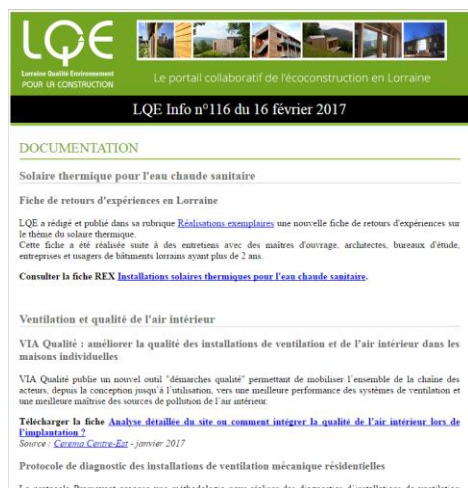 LQE
Lorraine Qualité Environnement
POUR LA CONSTRUCTION
Le portail collaboratif de l'écoconstruction en Lorraine
LQE Info n°116 du 16 février 2017
DOCUMENTATION
Solaire thermique pour l'eau chaude sanitaire
Fiche de retours d'expériences en Lorraine
LQE a rédigé et publié dans sa rubrique Réalisations exemplaires une nouvelle fiche de retours d'expériences sur
le thème du solaire thermique.
Cette fiche a été réalisée suite à des entretiens avec des maîtres d'ouvrage, architectes, bureaux d'étude,
entreprises et usagers de bâtiments lorrains ayant plus de 2 ans.
Consulter la fiche REX Installations solaires thermiques pour l'eau chaude sanitaire.
Ventilation et qualité de l'air intérieur
VIA Qualité : améliorer la qualité des installations de ventilation et de l'air intérieur dans les
maisons individuelles
VIA Qualité publie un nouvel outil "démarches qualité" permettant de mobiliser l'ensemble de la chaîne des
acteurs, depuis la conception jusqu'à l'utilisation, vers une meilleure performance des systèmes de ventilation et
une meilleure maîtrise des sources de pollution de l'air intérieur.
Télécharger la fiche Analyse détaillée du site ou comment intégrer la qualité de l'air intérieur lors de
l'implantation ?
Source : Cerema Centre-Est - janvier 2017
Protocole de diagnostic des installations de ventilation mécanique résidentielles